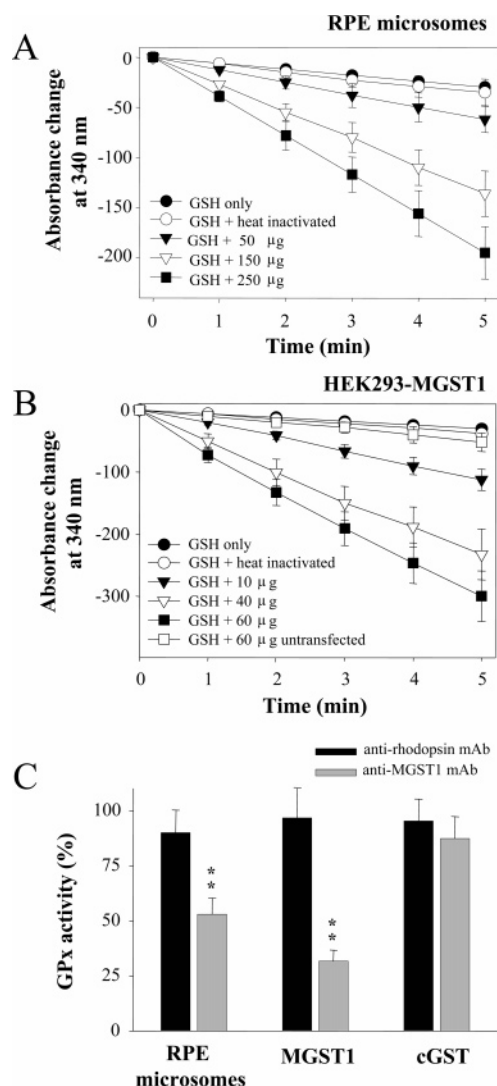 A
RPE microsomes
Absorbance change
at 340 nm
0
-50
-100
-150
-200
GSH only
GSH + heat inactivated
GSH + 50 µg
GSH + 150 µg
GSH + 250 µg
0 1 2 3 4 5
Time (min)
B
HEK293-MGST1
Absorbance change
at 340 nm
0
-100
-200
-300
GSH only
GSH + heat inactivated
GSH + 10 µg
GSH + 40 µg
GSH + 60 µg
GSH + 60 µg untransfected
0 1 2 3 4 5
Time (min)
C
anti-rhodopsin mAb
anti-MGST1 mAb
GPx activity (%)
100
75
50
25
0
**
**
RPE
microsomes
MGST1
cGST